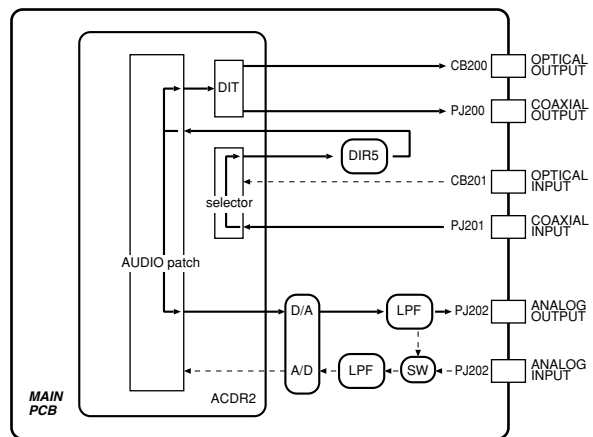 CB200
OPTICAL
OUTPUT
DIT
PJ200
COAXIAL
OUTPUT
DIR5
CB201
OPTICAL
INPUT
selector
PJ201
COAXIAL
INPUT
AUDIO patch
D/A
LPF
PJ202
ANALOG
OUTPUT
A/D
LPF
SW
PJ202
ANALOG
INPUT
MAIN
PCB
ACDR2